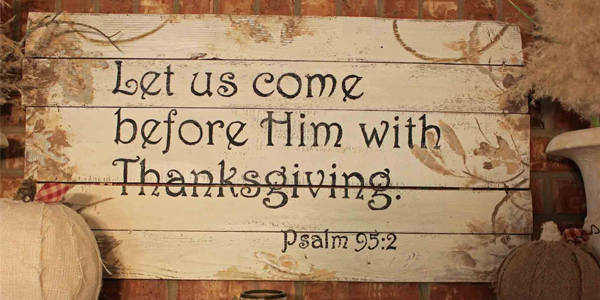 Let us come
before Him with
Thanksgiving.
Psalm 95:2